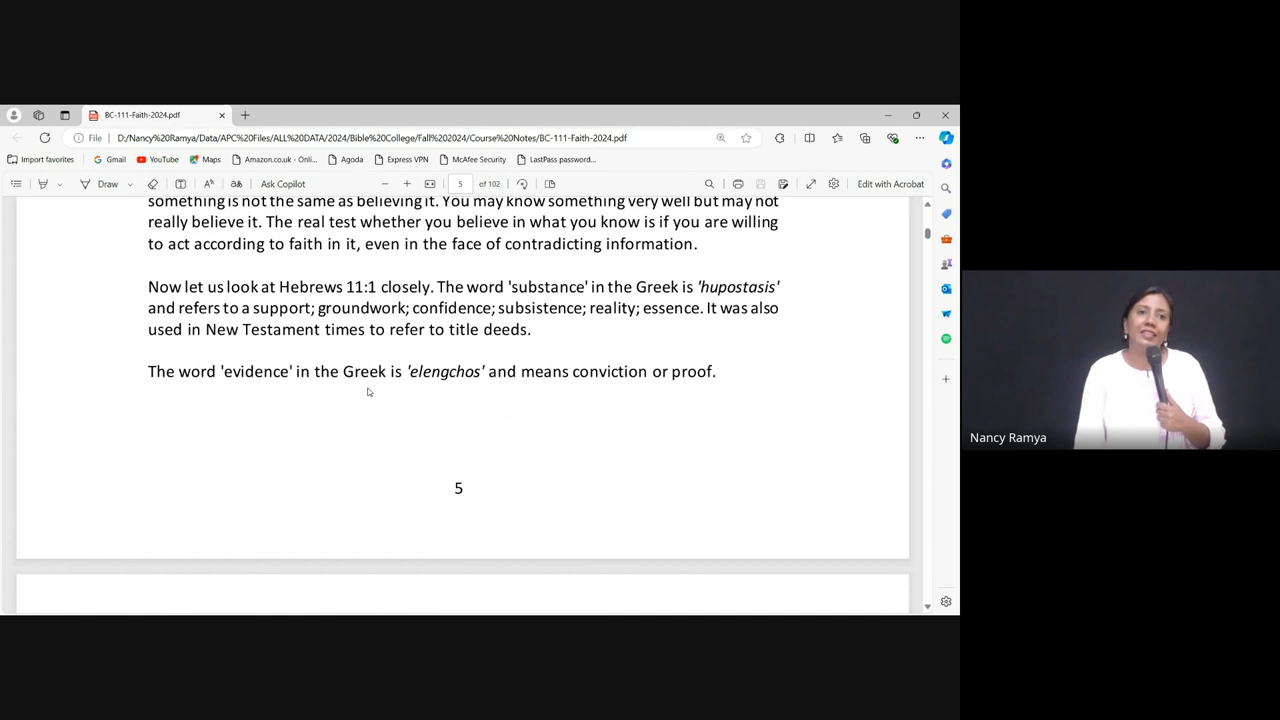 BC-111-Faith-2024.pdf
File
D:/Nancy%20Ramya/Data/APC%20Files/ALL%20DATA/2024/Bible%20College/Fall%202024/Course%20Notes/BC-111-Faith-2024.pdf
Import favorites
Gmail
YouTube
Maps
Amazon.co.uk - Onli...
Agoda
Express VPN
McAfee Security
LastPass password...
Draw
Ask Copilot
5 of 102
Edit with Acrobat
something is not the same as believing it. You may know something very well but may not
really believe it. The real test whether you believe in what you know is if you are willing
to act according to faith in it, even in the face of contradicting information.
Now let us look at Hebrews 11:1 closely. The word 'substance' in the Greek is 'hupostasis'
and refers to a support; groundwork; confidence; subsistence; reality; essence. It was also
used in New Testament times to refer to title deeds.
The word 'evidence' in the Greek is 'elengchos' and means conviction or proof.
5
Nancy Ramya